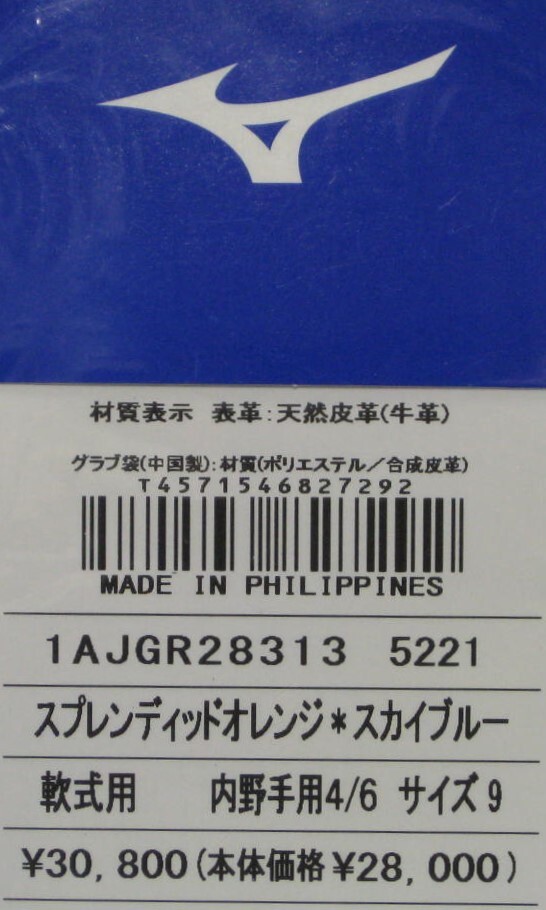 材質表示 表革:天然皮革(牛革)
グラブ袋(中国製):材質(ポリエステル/合成皮革)
T4571546827292
MADE IN PHILIPPINES
1AJGR28313 5221
スプレンディッドオレンジ*スカイブルー
軟式用 内野手用4/6 サイズ9
¥30,800(本体価格¥28,000)